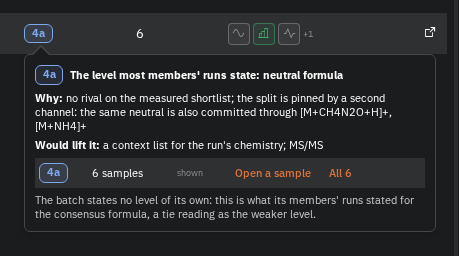 4a 6 +1
4a The level most members' runs state: neutral formula
Why: no rival on the measured shortlist; the split is pinned by a second
channel: the same neutral is also committed through [M+CH4N2O+H]+,
[M+NH4]+
Would lift it: a context list for the run's chemistry; MS/MS
4a 6 samples shown Open a sample All 6
The batch states no level of its own: this is what its members' runs stated for
the consensus formula, a tie reading as the weaker level.